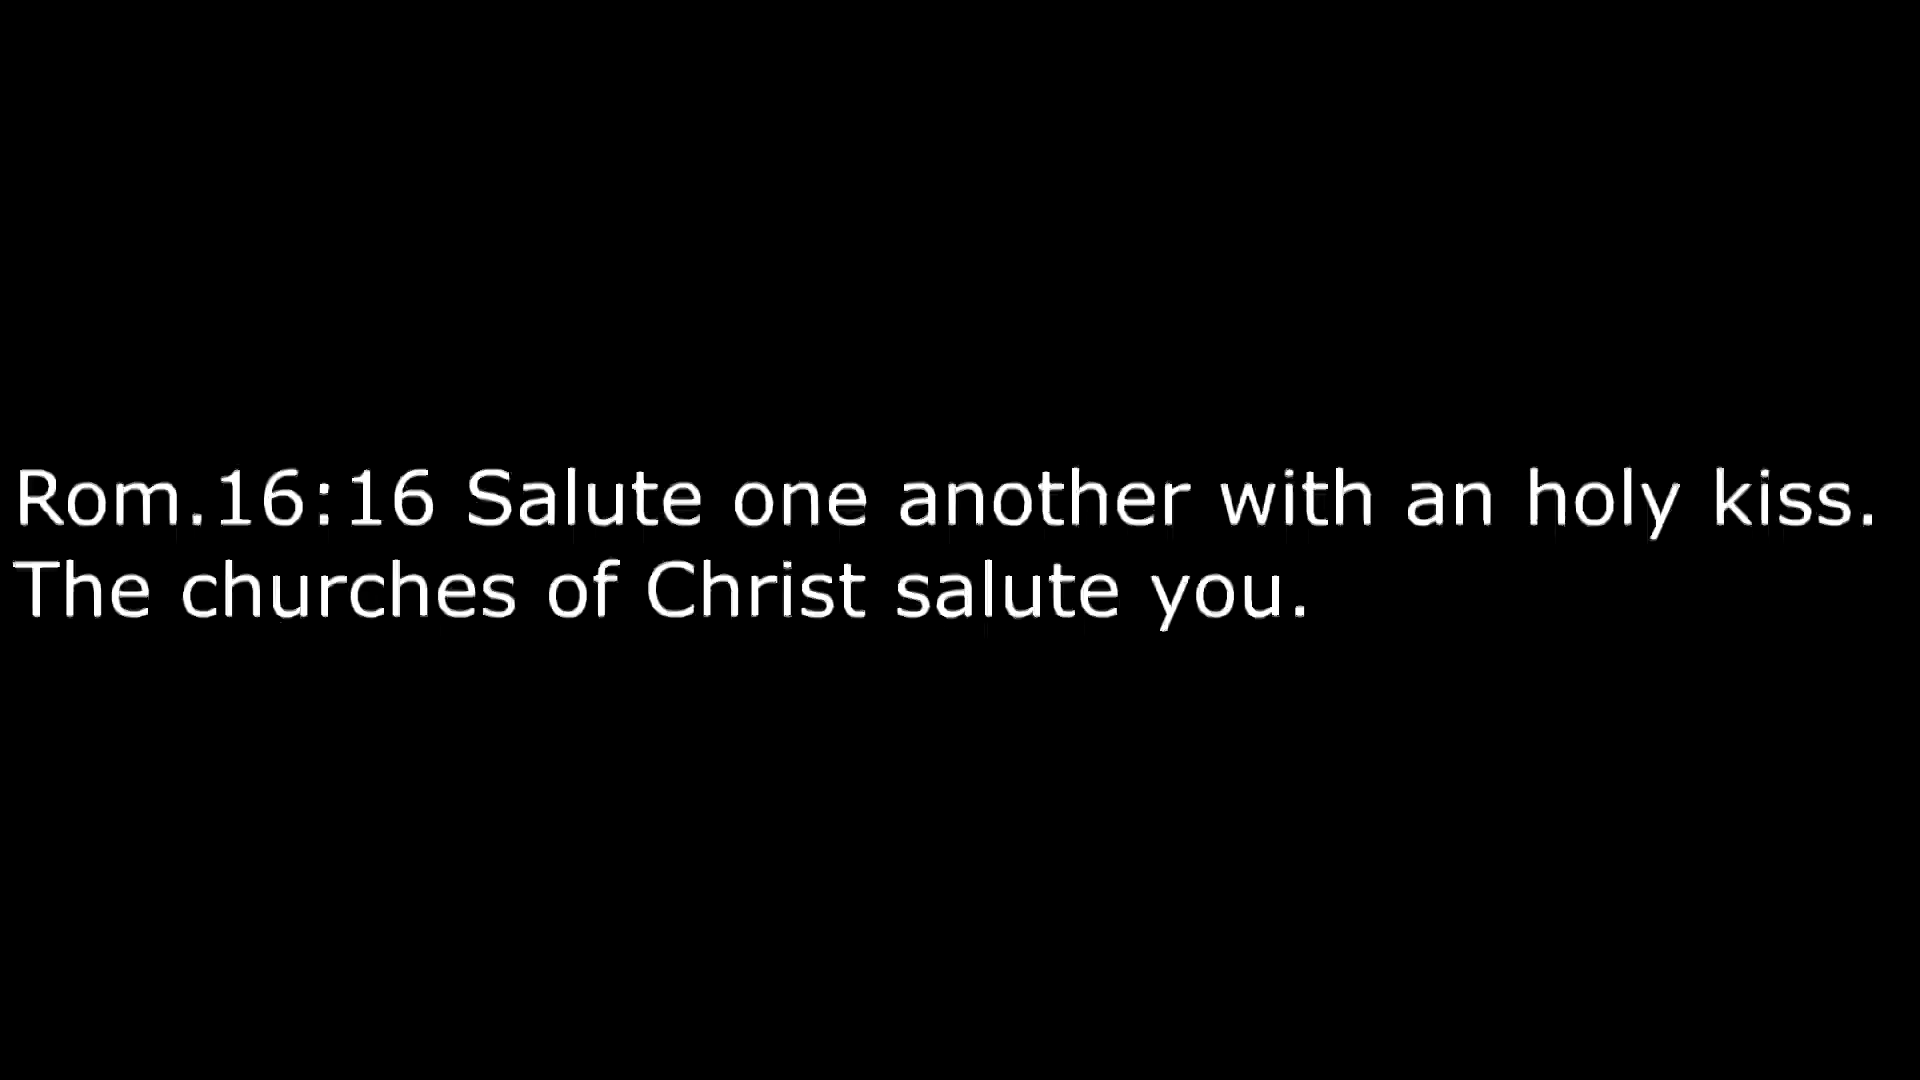 Rom.16:16 Salute one another with an holy kiss.
The churches of Christ salute you.